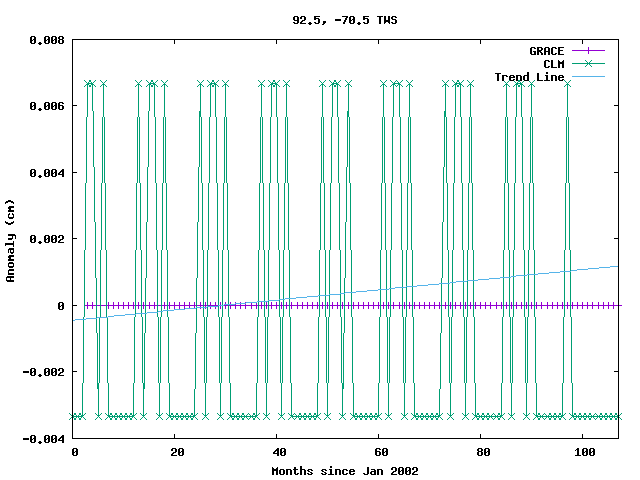 92.5, -70.5 TWS
GRACE
CLM
Trend Line
0.008
0.006
0.004
0.002
0
-0.002
-0.004
Anomaly (cm)
0 20 40 60 80 100
Months since Jan 2002